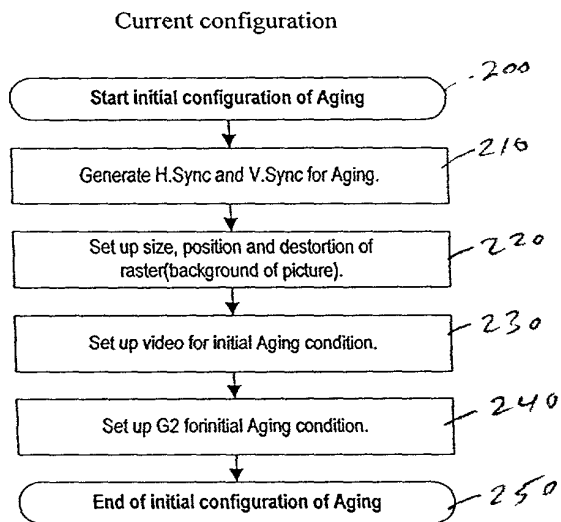 Current configuration
Start initial configuration of Aging
200
Generate H.Sync and V.Sync for Aging.
210
Set up size, position and destortion of
raster(background of picture).
220
Set up video for initial Aging condition.
230
Set up G2 forinitial Aging condition.
240
End of initial configuration of Aging
250